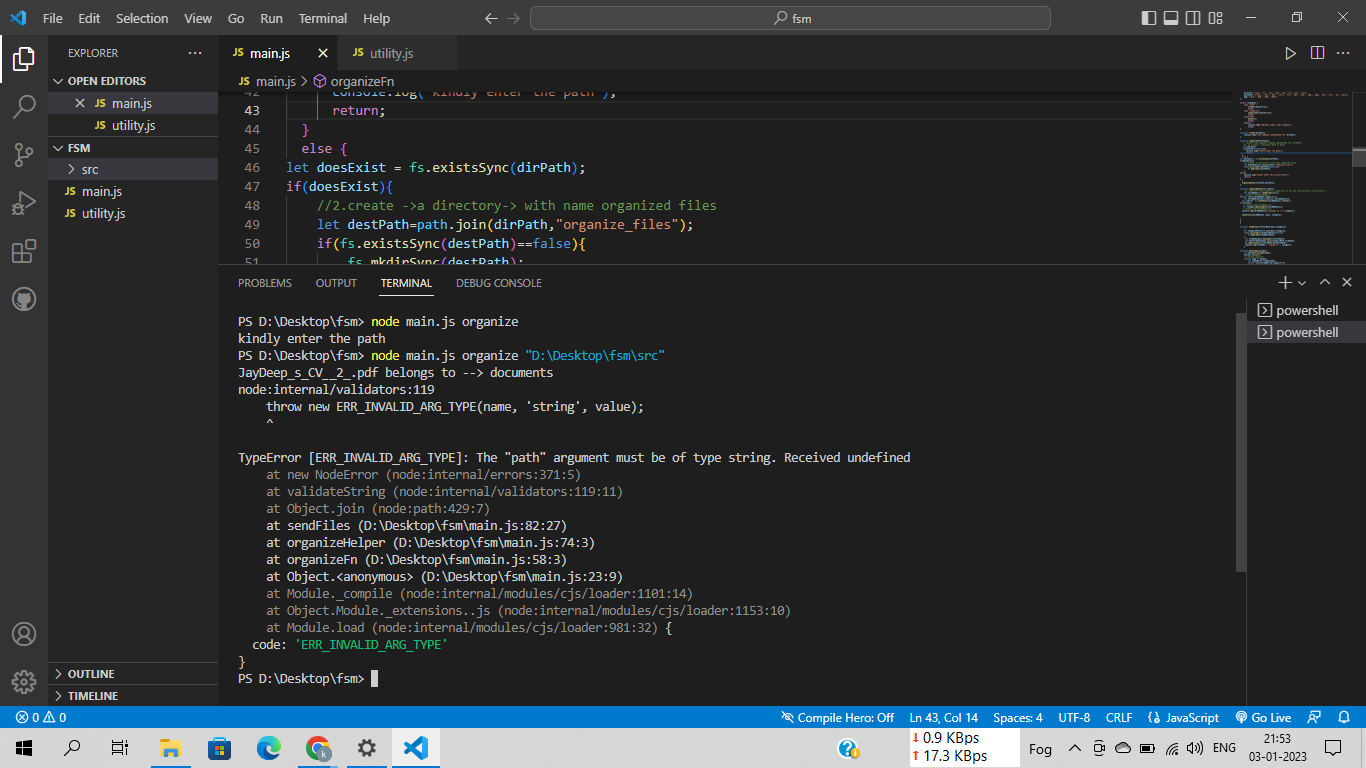 File Edit Selection View Go Run Terminal Help
fsm
EXPLORER
OPEN EDITORS
JS main.js
JS utility.js
FSM
src
JS main.js
JS utility.js
OUTLINE
TIMELINE
JS main.js
JS utility.js
JS main.js > organizeFn
42 console.log("kindly enter the path");
43 return;
44 }
45 else {
46 let doesExist = fs.existsSync(dirPath);
47 if(doesExist){
48 //2.create ->a directory-> with name organized files
49 let destPath=path.join(dirPath,"organize_files");
50 if(fs.existsSync(destPath)==false){
51 fs.mkdirSync(destPath);
PROBLEMS OUTPUT TERMINAL DEBUG CONSOLE
powershell
powershell
PS D:\Desktop\fsm> node main.js organize
kindly enter the path
PS D:\Desktop\fsm> node main.js organize "D:\Desktop\fsm\src"
JayDeep_s_CV__2_.pdf belongs to --> documents
node:internal/validators:119
throw new ERR_INVALID_ARG_TYPE(name, 'string', value);
^
TypeError [ERR_INVALID_ARG_TYPE]: The "path" argument must be of type string. Received undefined
at new NodeError (node:internal/errors:371:5)
at validateString (node:internal/validators:119:11)
at Object.join (node:path:429:7)
at sendFiles (D:\Desktop\fsm\main.js:82:27)
at organizeHelper (D:\Desktop\fsm\main.js:74:3)
at organizeFn (D:\Desktop\fsm\main.js:58:3)
at Object.<anonymous> (D:\Desktop\fsm\main.js:23:9)
at Module._compile (node:internal/modules/cjs/loader:1101:14)
at Object.Module._extensions..js (node:internal/modules/cjs/loader:1153:10)
at Module.load (node:internal/modules/cjs/loader:981:32) {
code: 'ERR_INVALID_ARG_TYPE'
}
PS D:\Desktop\fsm>
0 0
Compile Hero: Off Ln 43, Col 14 Spaces: 4 UTF-8 CRLF {} JavaScript Go Live
0.9 KBps
17.3 KBps
Fog
ENG
21:53
03-01-2023